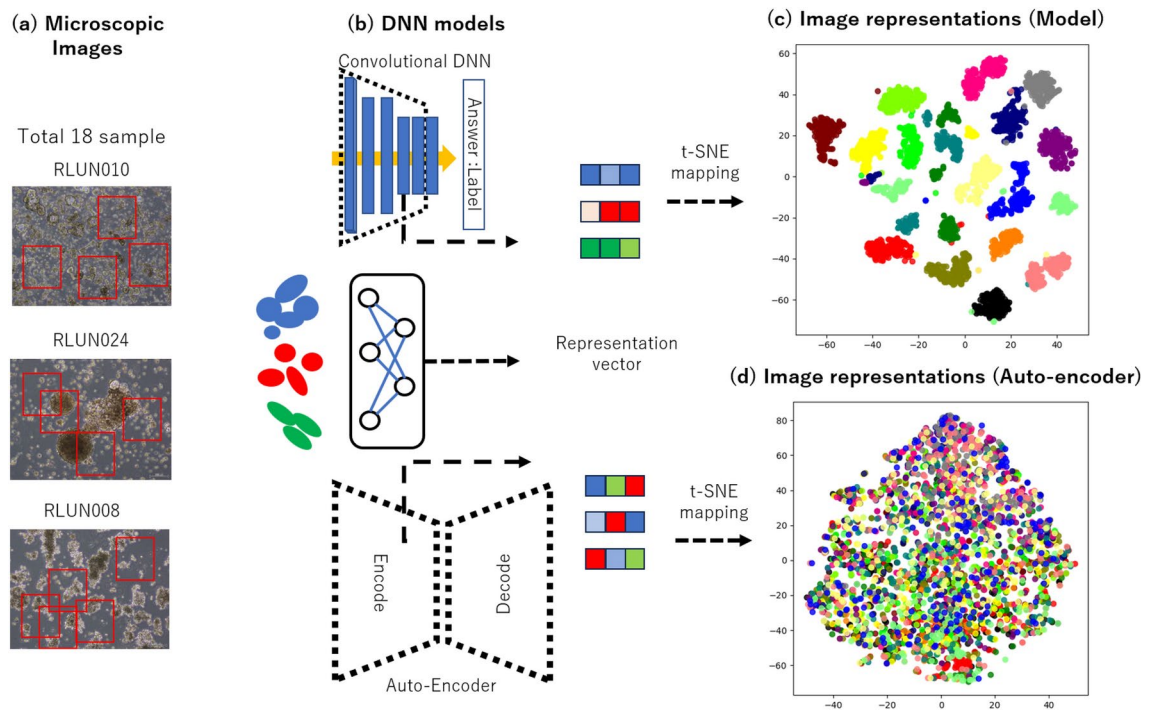 (a) Microscopic
Images
Total 18 sample
RLUN010
RLUN024
RLUN008
(b) DNN models
Convolutional DNN
Answer :Label
Encode
Decode
Auto-Encoder
t-SNE
mapping
Representation
vector
t-SNE
mapping
(c) Image representations (Model)
60
40
20
0
−20
−40
−60
−60
−40
−20
0
20
40
(d) Image representations (Auto-encoder)
80
60
40
20
0
−20
−40
−60
−40
−20
0
20
40